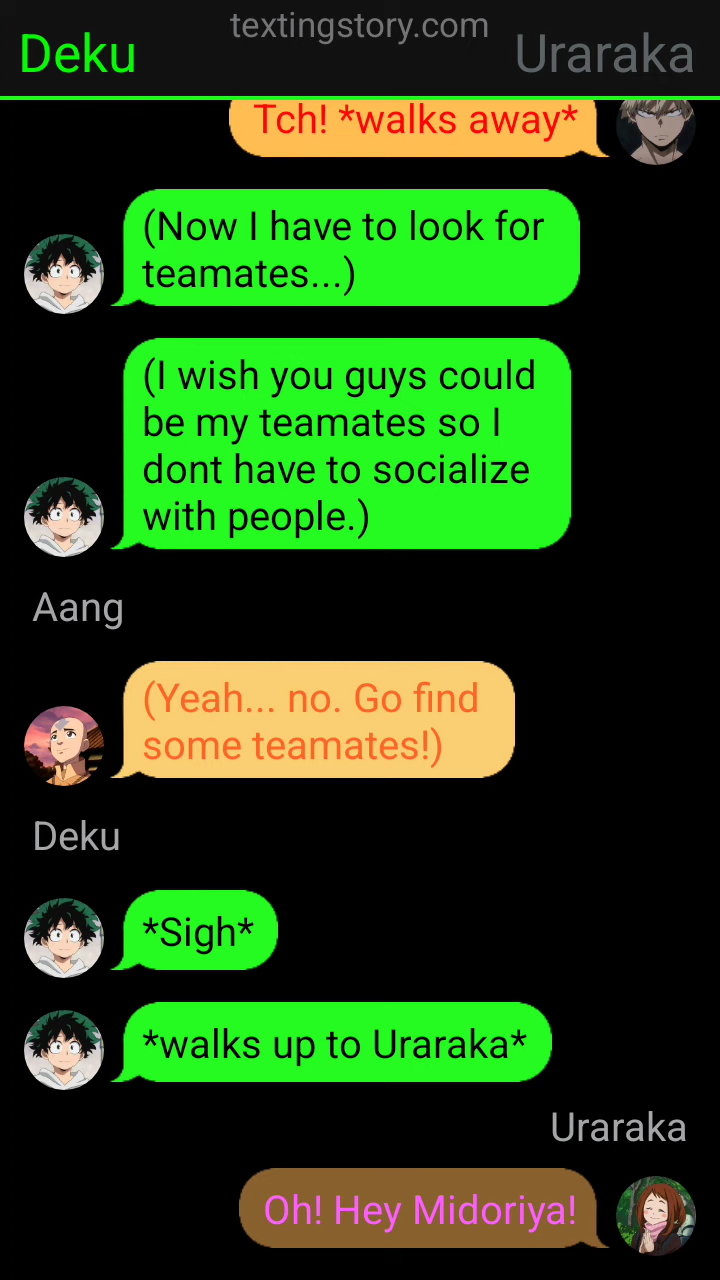 textingstory.com
Deku
Uraraka
Tch! *walks away*
(Now I have to look for
teamates...)
(I wish you guys could
be my teamates so I
dont have to socialize
with people.)
Aang
(Yeah... no. Go find
some teamates!)
Deku
*Sigh*
*walks up to Uraraka*
Uraraka
Oh! Hey Midoriya!